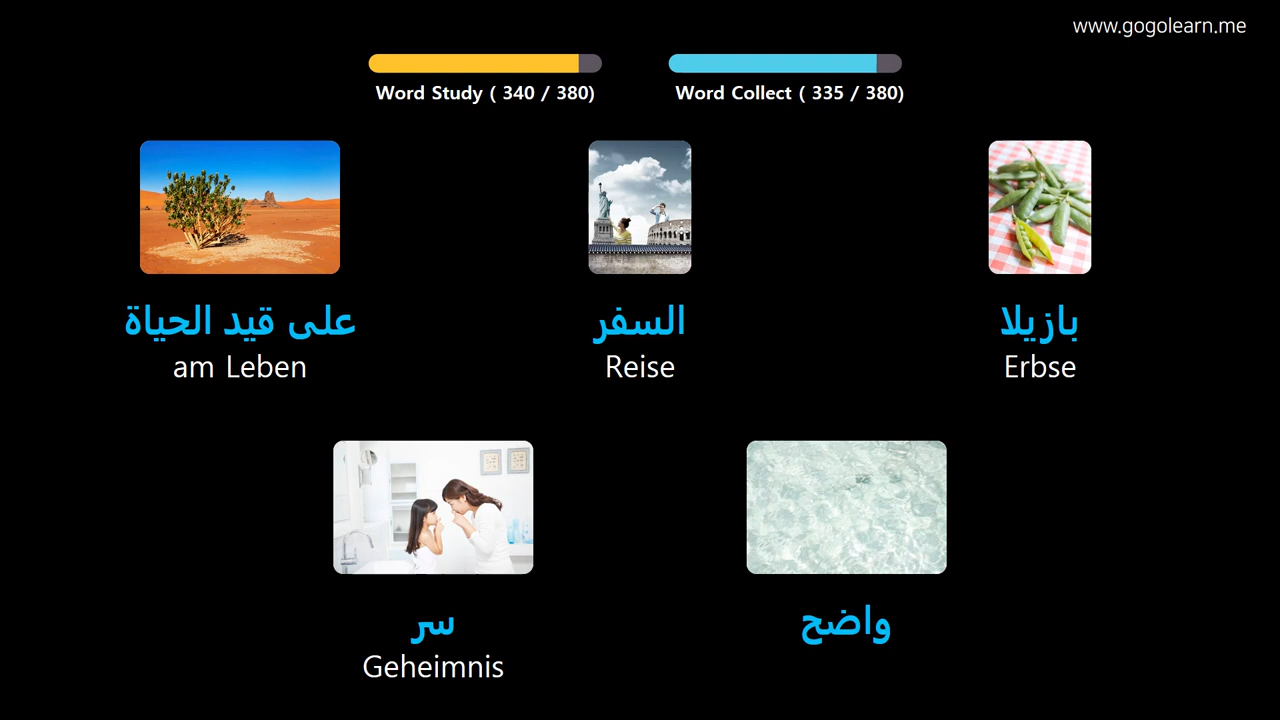 www.gogolearn.me
Word Study ( 340 / 380)
Word Collect ( 335 / 380)
على قيد الحياة
am Leben
السفر
Reise
بازيلا
Erbse
سر
Geheimnis
واضح